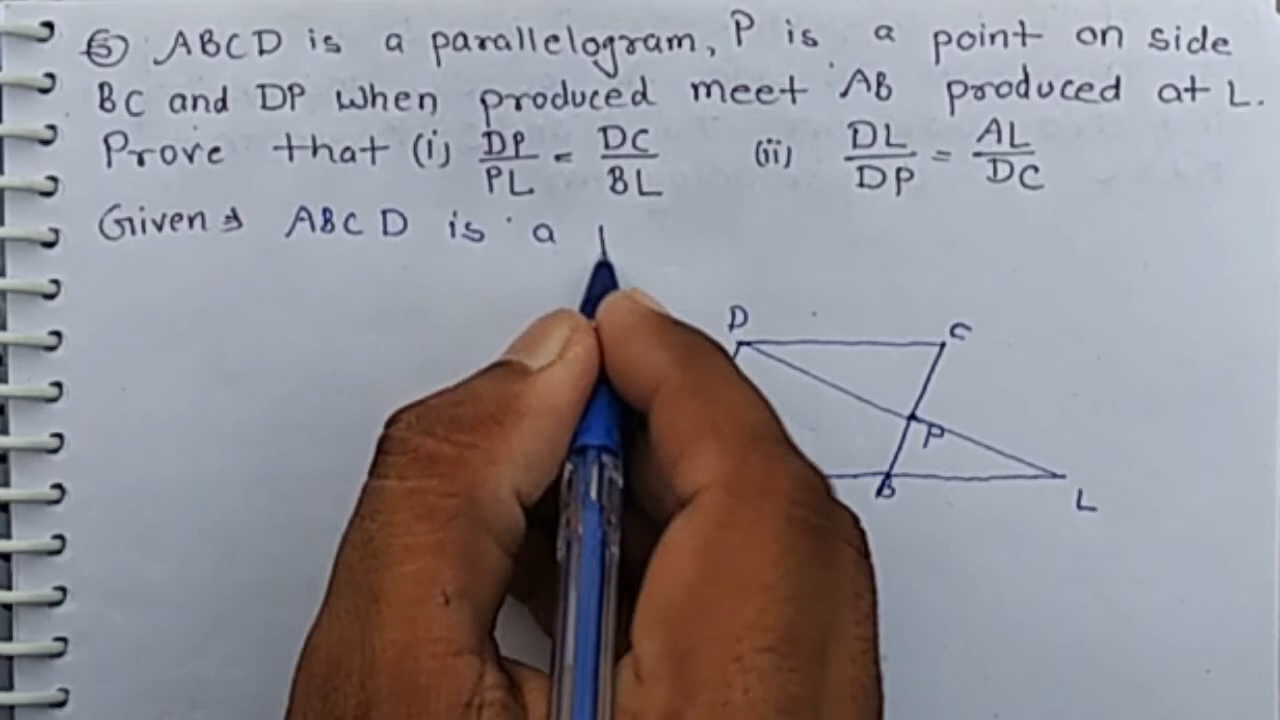 ⑤ ABCD is a parallelogram, P is a point on side
BC and DP when produced meet AB produced at L.
Prove that (i) DP/PL = DC/BL (ii) DL/DP = AL/DC
Given ⇒ ABCD is a
D
C
P
B
L